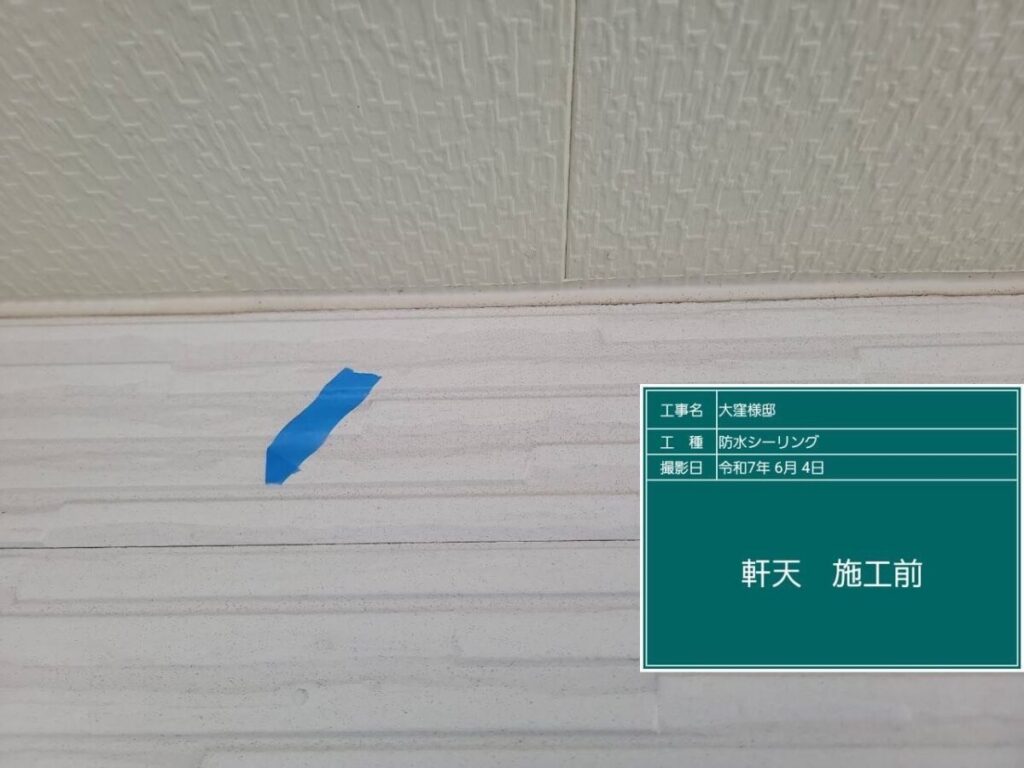 工事名 大窪様邸
工 種 防水シーリング
撮影日 令和7年 6月 4日
軒天 施工前